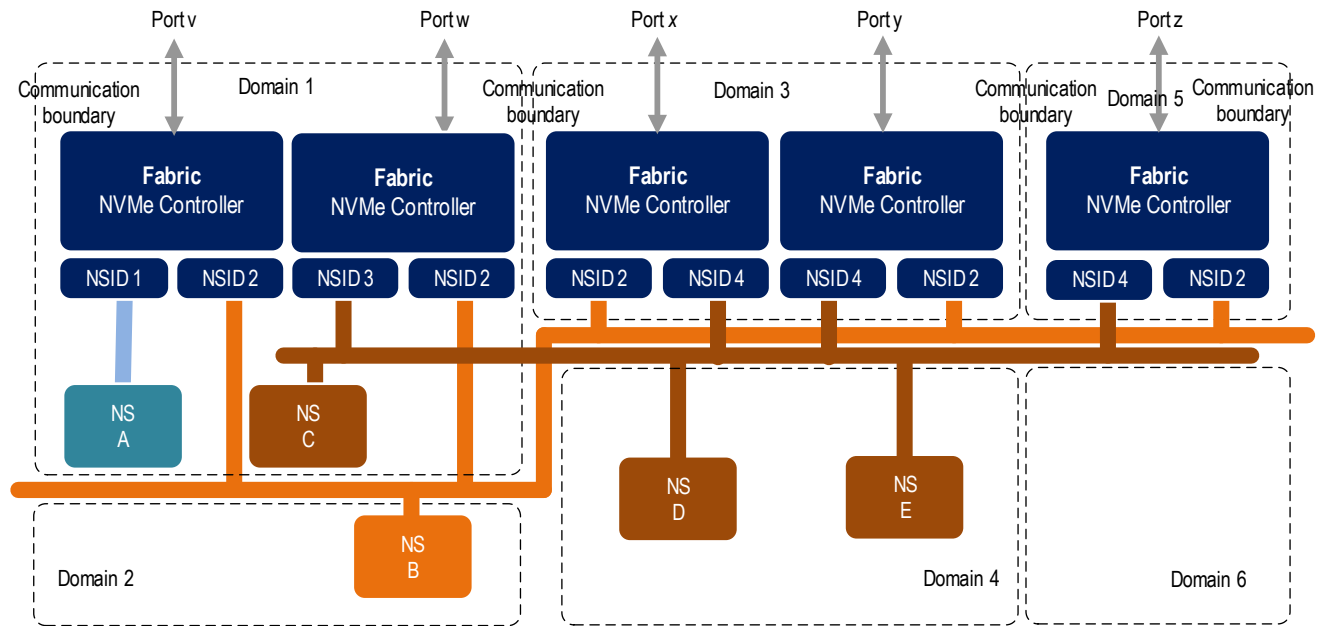 Port v
Port w
Port x
Port y
Port z
Communication
boundary
Domain 1
Communication
boundary
Domain 3
Communication
boundary
Domain 5
Communication
boundary
Fabric
NVMe Controller
Fabric
NVMe Controller
Fabric
NVMe Controller
Fabric
NVMe Controller
Fabric
NVMe Controller
NSID 1
NSID 2
NSID 3
NSID 2
NSID 2
NSID 4
NSID 4
NSID 2
NSID 4
NSID 2
NS
A
NS
C
NS
D
NS
E
NS
B
Domain 2
Domain 4
Domain 6